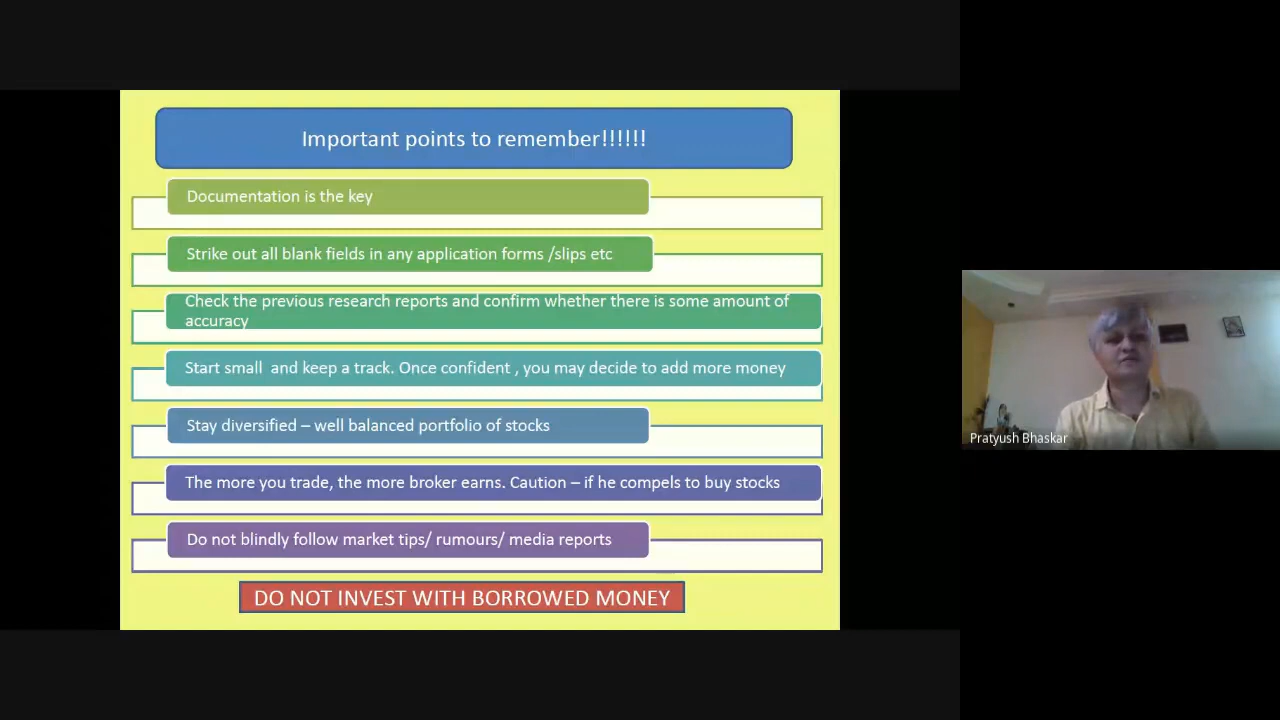 Important points to remember!!!!!!
Documentation is the key
Strike out all blank fields in any application forms /slips etc
Check the previous research reports and confirm whether there is some amount of
accuracy
Start small  and keep a track. Once confident , you may decide to add more money
Stay diversified – well balanced portfolio of stocks
The more you trade, the more broker earns. Caution – if he compels to buy stocks
Do not blindly follow market tips/ rumours/ media reports
DO NOT INVEST WITH BORROWED MONEY
Pratyush Bhaskar